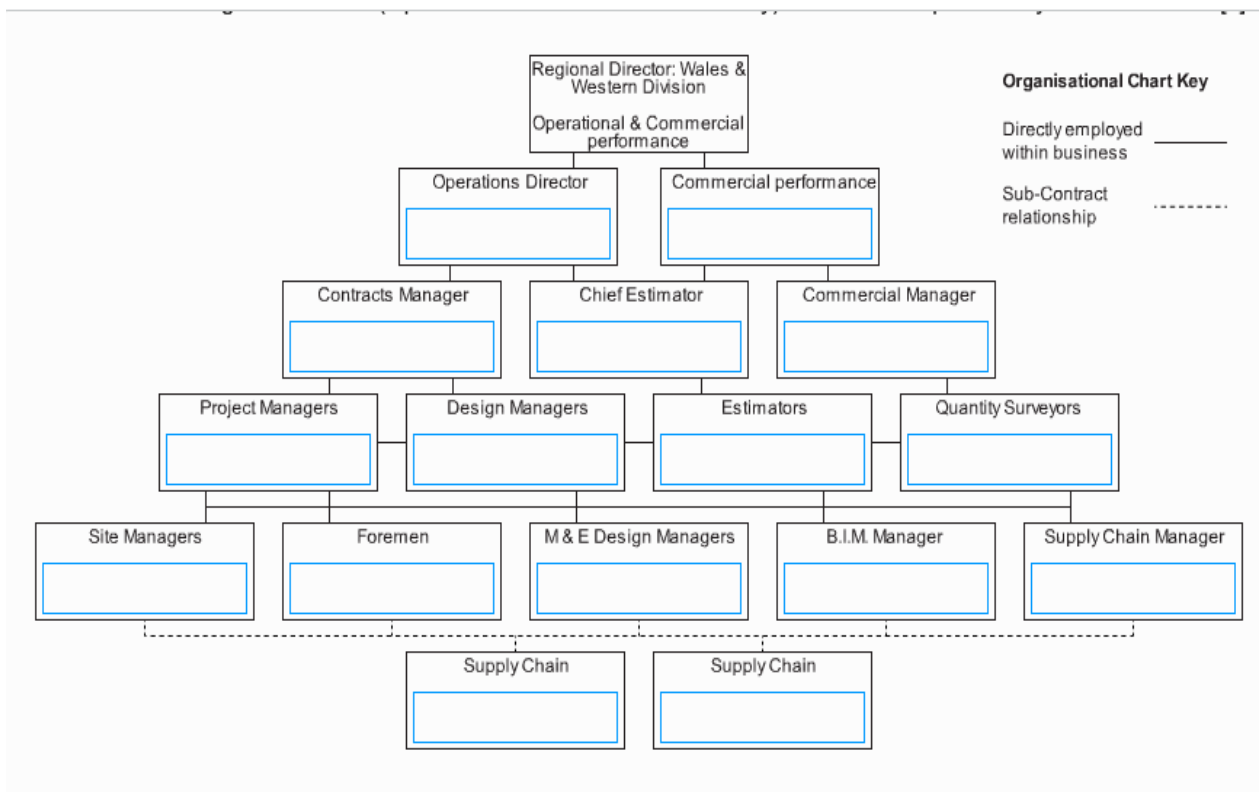 Regional Director: Wales &
Western Division
Operational & Commercial
performance
Organisational Chart Key
Directly employed
within business
Sub-Contract
relationship
Operations Director
Commercial performance
Contracts Manager
Chief Estimator
Commercial Manager
Project Managers
Design Managers
Estimators
Quantity Surveyors
Site Managers
Foremen
M & E Design Managers
B.I.M. Manager
Supply Chain Manager
Supply Chain
Supply Chain